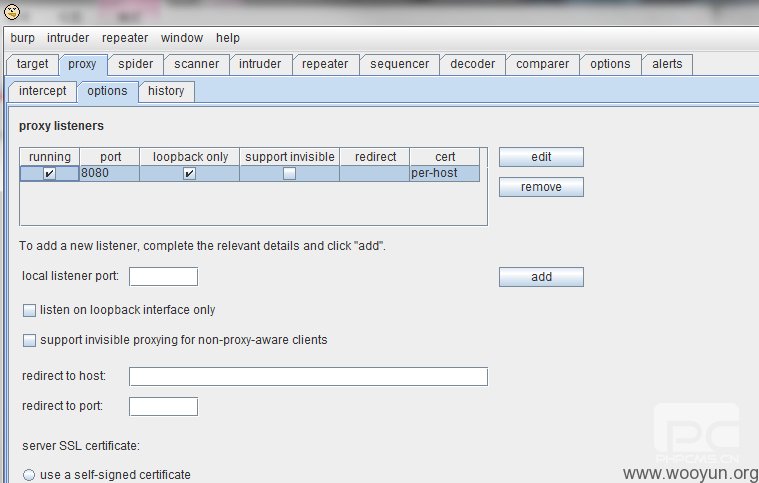 burp intruder repeater window help
target proxy spider scanner intruder repeater sequencer decoder comparer options alerts
intercept options history
proxy listeners
running port loopback only support invisible redirect cert
8080 per-host
edit
remove
To add a new listener, complete the relevant details and click "add".
local listener port:
add
listen on loopback interface only
support invisible proxying for non-proxy-aware clients
redirect to host:
redirect to port:
server SSL certificate:
use a self-signed certificate
PC
PHPCMS.CN
www.wooyun.org